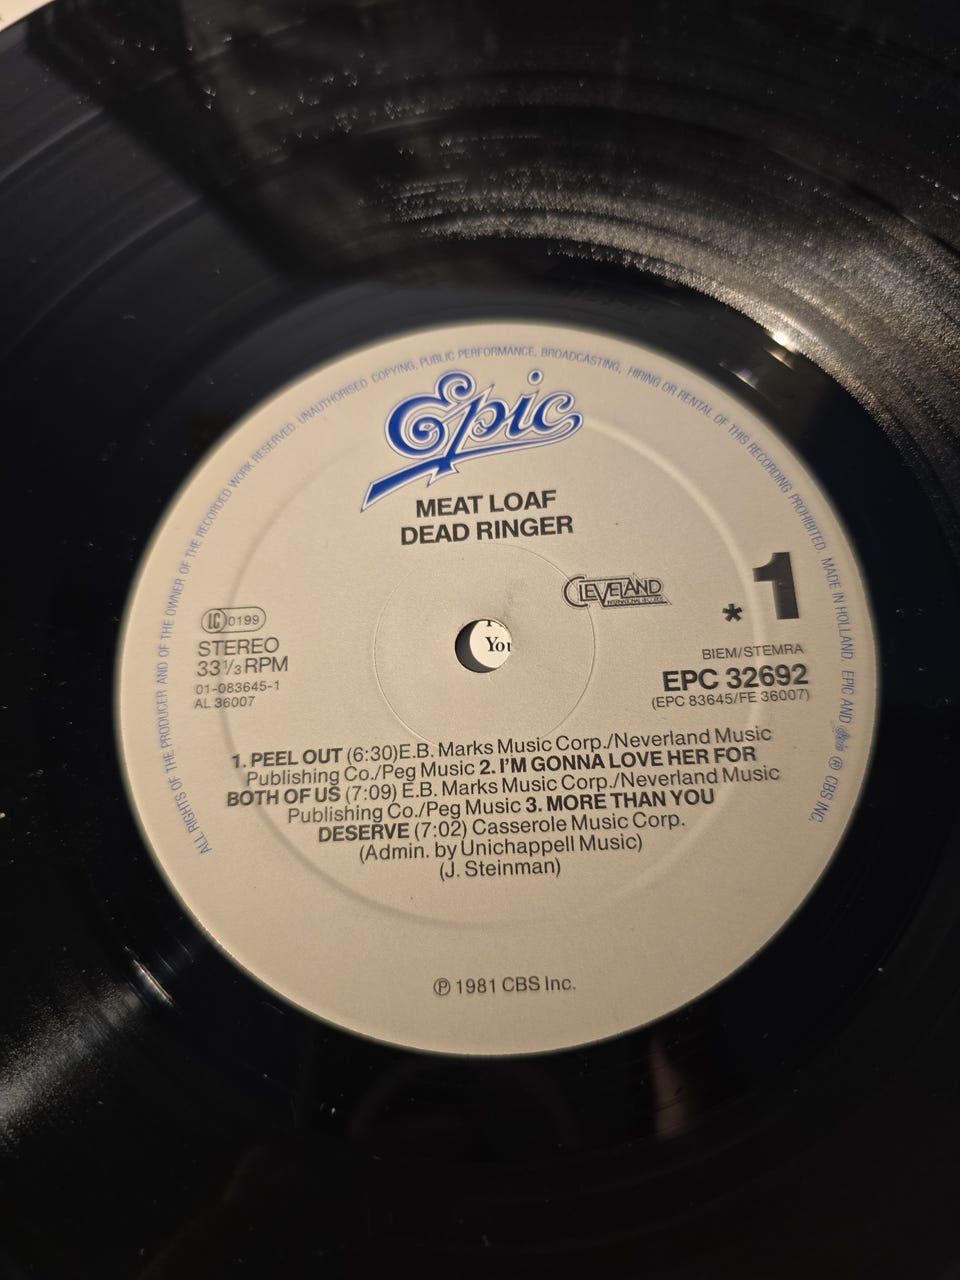 ALL RIGHTS OF THE PRODUCER AND OF THE OWNER OF THE RECORDED WORK RESERVED. UNAUTHORISED COPYING, PUBLIC PERFORMANCE, BROADCASTING, HIRING OR RENTAL OF THIS RECORDING PROHIBITED. MADE IN HOLLAND. EPIC AND Epic ® CBS INC.
Epic
MEAT LOAF
DEAD RINGER
CLEVELAND
INTERNATIONAL RECORDS
* 1
LC 0199
STEREO
33 1/3 RPM
01-083645-1
AL 36007
You
BIEM/STEMRA
EPC 32692
(EPC 83645/FE 36007)
1. PEEL OUT (6:30)E.B. Marks Music Corp./Neverland Music
Publishing Co./Peg Music 2. I'M GONNA LOVE HER FOR
BOTH OF US (7:09) E.B. Marks Music Corp./Neverland Music
Publishing Co./Peg Music 3. MORE THAN YOU
DESERVE (7:02) Casserole Music Corp.
(Admin. by Unichappell Music)
(J. Steinman)
℗ 1981 CBS Inc.